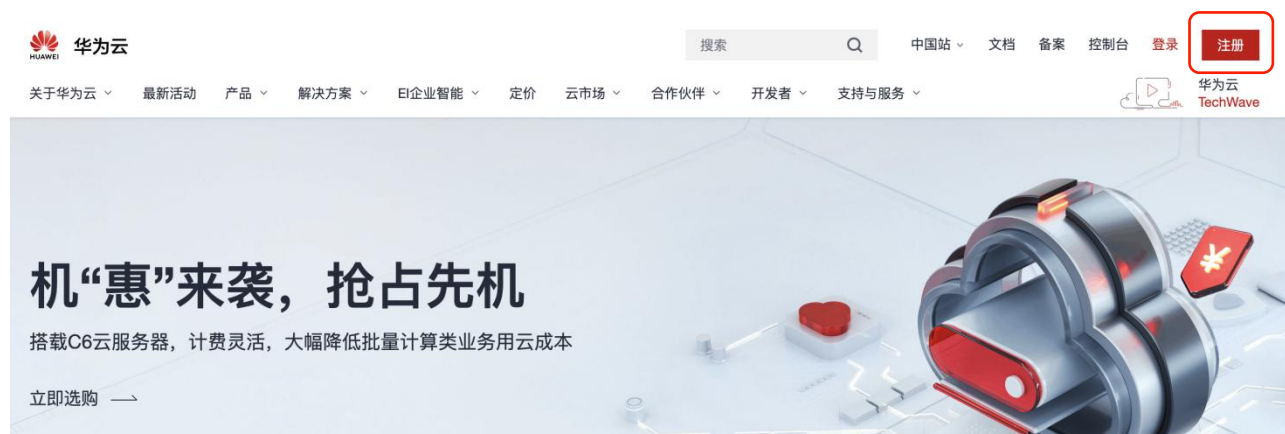 HUAWEI 华为云
搜索 中国站 文档 备案 控制台 登录 注册
关于华为云 最新活动 产品 解决方案 EI企业智能 定价 云市场 合作伙伴 开发者 支持与服务
华为云
TechWave
机“惠”来袭，抢占先机
搭载C6云服务器，计费灵活，大幅降低批量计算类业务用云成本
立即选购
¥